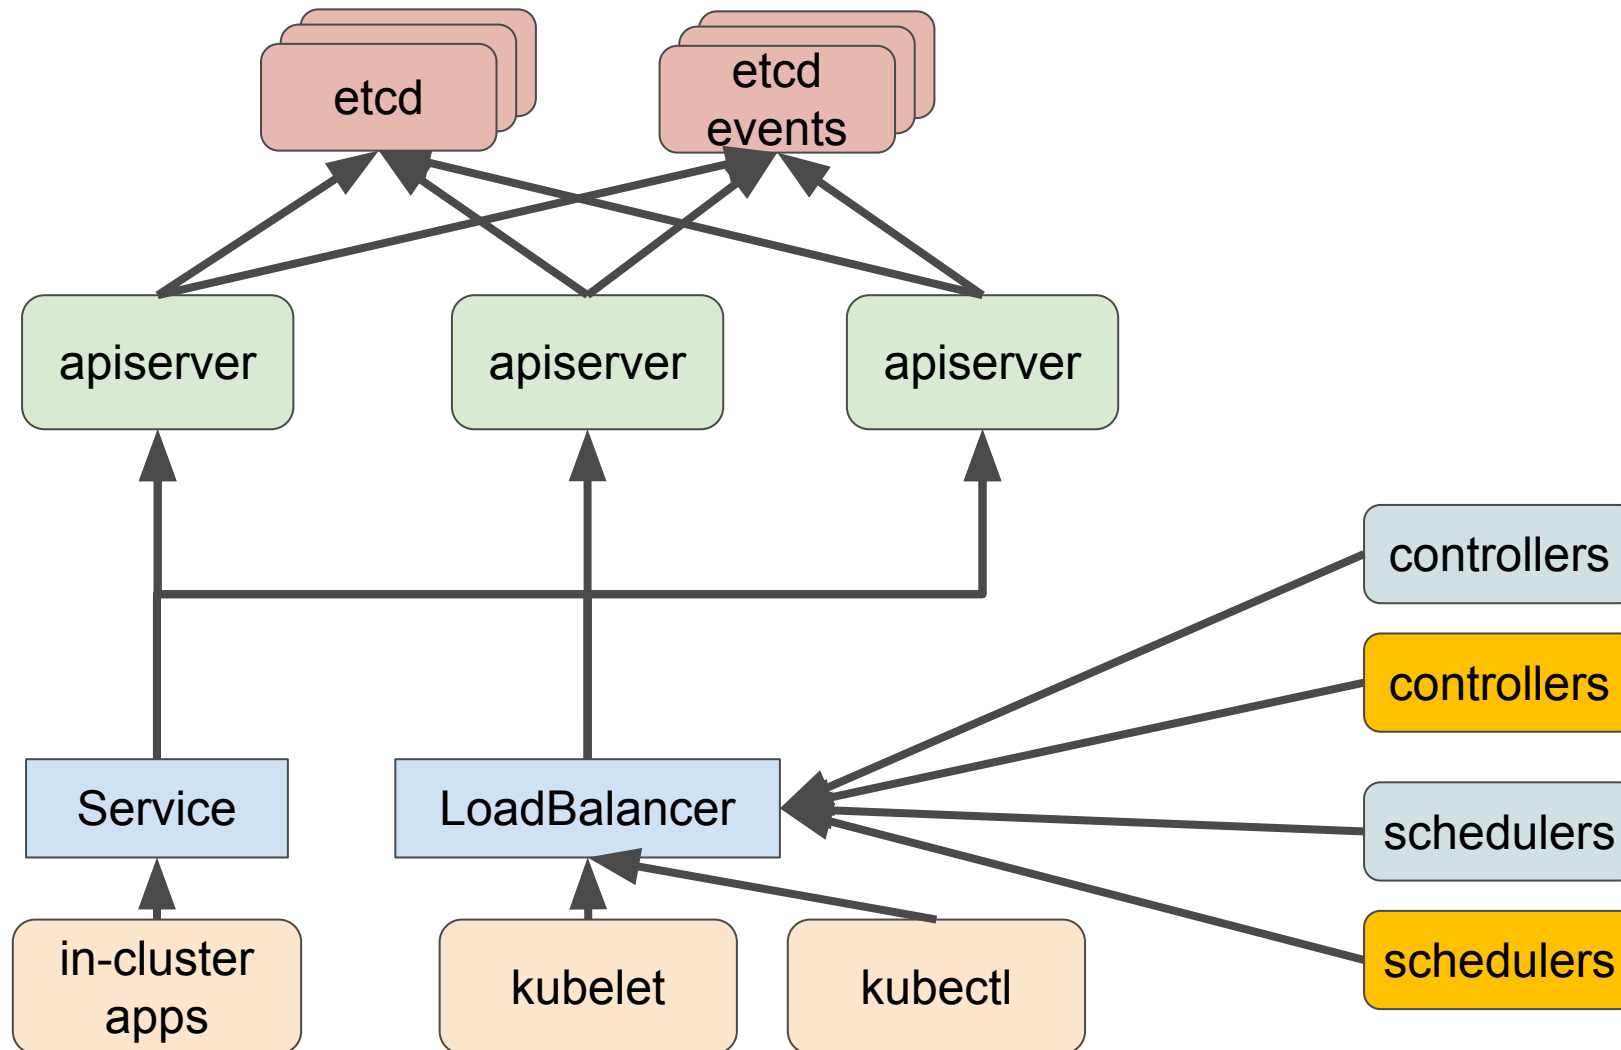 etcd
etcd
events
apiserver
apiserver
apiserver
controllers
controllers
Service
LoadBalancer
schedulers
in-cluster
apps
kubelet
kubectl
schedulers